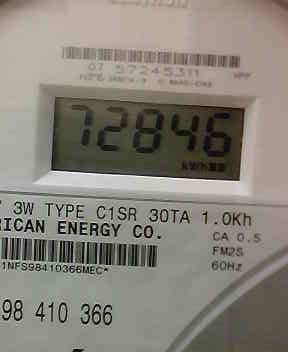 07 57245311
72846
kWh
3W TYPE C1SR 30TA 1.0Kh
RICAN ENERGY CO.
CA 0.5
FM2S
1NFS98410366MEC*
60Hz
98 410 366